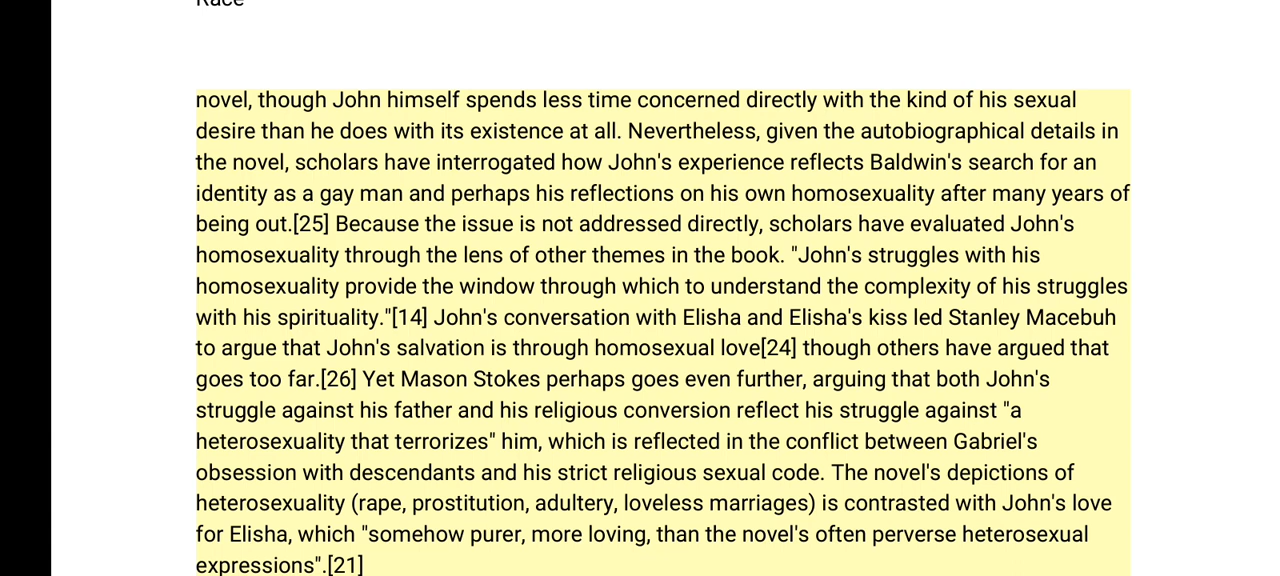 Race
novel, though John himself spends less time concerned directly with the kind of his sexual
desire than he does with its existence at all. Nevertheless, given the autobiographical details in
the novel, scholars have interrogated how John's experience reflects Baldwin's search for an
identity as a gay man and perhaps his reflections on his own homosexuality after many years of
being out.[25] Because the issue is not addressed directly, scholars have evaluated John's
homosexuality through the lens of other themes in the book. "John's struggles with his
homosexuality provide the window through which to understand the complexity of his struggles
with his spirituality."[14] John's conversation with Elisha and Elisha's kiss led Stanley Macebuh
to argue that John's salvation is through homosexual love[24] though others have argued that
goes too far.[26] Yet Mason Stokes perhaps goes even further, arguing that both John's
struggle against his father and his religious conversion reflect his struggle against "a
heterosexuality that terrorizes" him, which is reflected in the conflict between Gabriel's
obsession with descendants and his strict religious sexual code. The novel's depictions of
heterosexuality (rape, prostitution, adultery, loveless marriages) is contrasted with John's love
for Elisha, which "somehow purer, more loving, than the novel's often perverse heterosexual
expressions".[21]